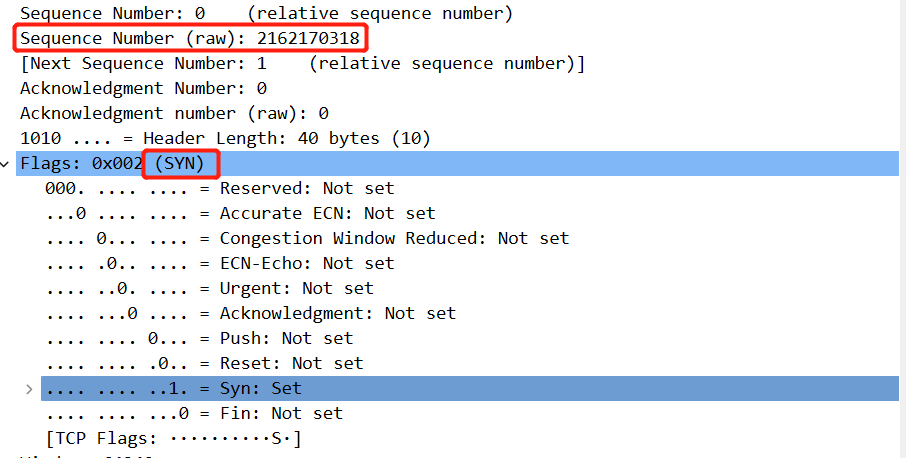 Sequence Number: 0    (relative sequence number)
Sequence Number (raw): 2162170318
[Next Sequence Number: 1    (relative sequence number)]
Acknowledgment Number: 0
Acknowledgment number (raw): 0
1010 .... = Header Length: 40 bytes (10)
Flags: 0x002 (SYN)
000. .... .... = Reserved: Not set
...0 .... .... = Accurate ECN: Not set
.... 0... .... = Congestion Window Reduced: Not set
.... .0.. .... = ECN-Echo: Not set
.... ..0. .... = Urgent: Not set
.... ...0 .... = Acknowledgment: Not set
.... .... 0... = Push: Not set
.... .... .0.. = Reset: Not set
.... .... ..1. = Syn: Set
.... .... ...0 = Fin: Not set
[TCP Flags: ··········S·]